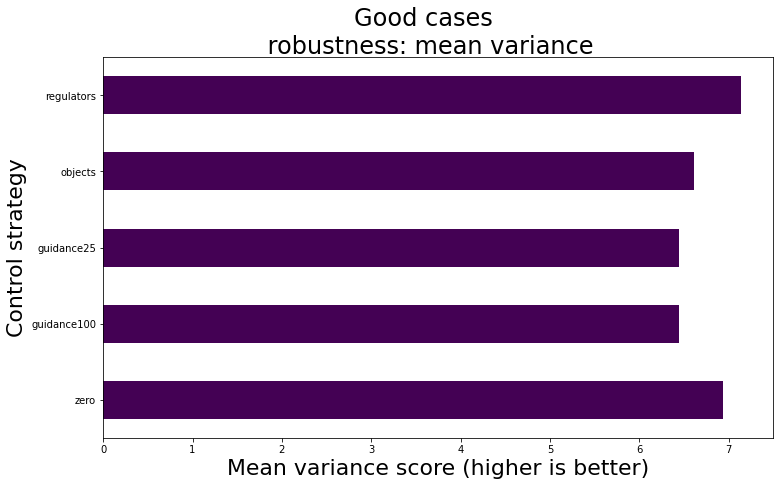 Good cases
robustness: mean variance
Control strategy
regulators
objects
guidance25
guidance100
zero
0 1 2 3 4 5 6 7
Mean variance score (higher is better)